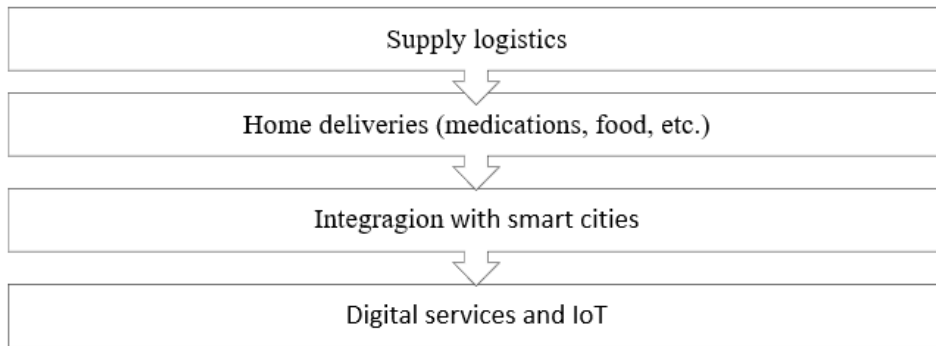 Supply logistics
Home deliveries (medications, food, etc.)
Integragion with smart cities
Digital services and IoT